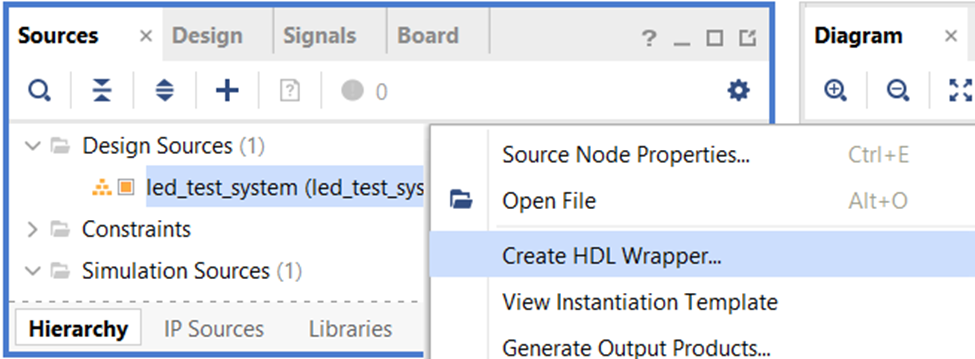 Sources × Design Signals Board ? Diagram ×
0
Design Sources (1)
led_test_system (led_test_sys
Constraints
Simulation Sources (1)
Hierarchy IP Sources Libraries
Source Node Properties... Ctrl+E
Open File Alt+O
Create HDL Wrapper...
View Instantiation Template
Generate Output Products...